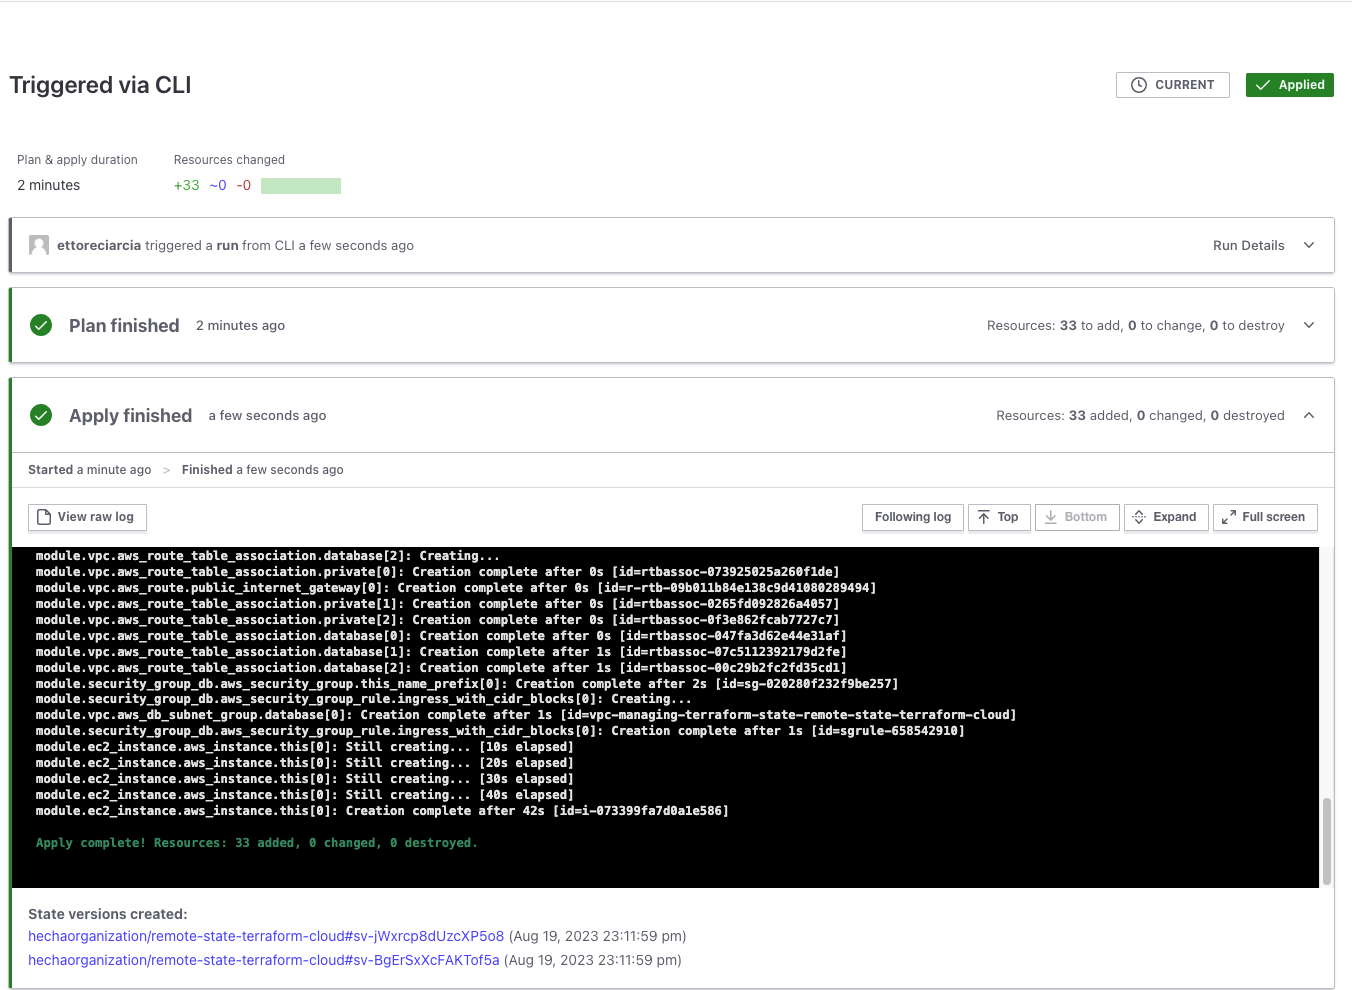 Triggered via CLI
CURRENT
Applied
Plan & apply duration
Resources changed
2 minutes
+33 ~0 -0
ettoreciarcia triggered a run from CLI a few seconds ago
Run Details
Plan finished 2 minutes ago
Resources: 33 to add, 0 to change, 0 to destroy
Apply finished a few seconds ago
Resources: 33 added, 0 changed, 0 destroyed
Started a minute ago > Finished a few seconds ago
View raw log
Following log
Top
Bottom
Expand
Full screen
module.vpc.aws_route_table_association.database[2]: Creating...
module.vpc.aws_route_table_association.private[0]: Creation complete after 0s [id=rtbassoc-073925025a260f1de]
module.vpc.aws_route.public_internet_gateway[0]: Creation complete after 0s [id=r-rtb-09b011b84e138c9d41080289494]
module.vpc.aws_route_table_association.private[1]: Creation complete after 0s [id=rtbassoc-0265fd092826a4057]
module.vpc.aws_route_table_association.private[2]: Creation complete after 0s [id=rtbassoc-0f3e862fcab7727c7]
module.vpc.aws_route_table_association.database[0]: Creation complete after 0s [id=rtbassoc-047fa3d62e44e31af]
module.vpc.aws_route_table_association.database[1]: Creation complete after 1s [id=rtbassoc-07c5112392179d2fe]
module.vpc.aws_route_table_association.database[2]: Creation complete after 1s [id=rtbassoc-00c29b2fc2fd35cd1]
module.security_group_db.aws_security_group.this_name_prefix[0]: Creation complete after 2s [id=sg-020280f232f9be257]
module.security_group_db.aws_security_group_rule.ingress_with_cidr_blocks[0]: Creating...
module.vpc.aws_db_subnet_group.database[0]: Creation complete after 1s [id=vpc-managing-terraform-state-remote-state-terraform-cloud]
module.security_group_db.aws_security_group_rule.ingress_with_cidr_blocks[0]: Creation complete after 1s [id=sgrule-658542910]
module.ec2_instance.aws_instance.this[0]: Still creating... [10s elapsed]
module.ec2_instance.aws_instance.this[0]: Still creating... [20s elapsed]
module.ec2_instance.aws_instance.this[0]: Still creating... [30s elapsed]
module.ec2_instance.aws_instance.this[0]: Still creating... [40s elapsed]
module.ec2_instance.aws_instance.this[0]: Creation complete after 42s [id=i-073399fa7d0a1e586]
Apply complete! Resources: 33 added, 0 changed, 0 destroyed.
State versions created:
hechaorganization/remote-state-terraform-cloud#sv-jWxrcp8dUzcXP5o8 (Aug 19, 2023 23:11:59 pm)
hechaorganization/remote-state-terraform-cloud#sv-BgErSxXcFAKTof5a (Aug 19, 2023 23:11:59 pm)